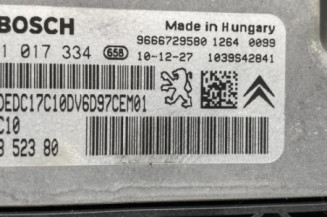 BOSCH
Made in Hungary
1 017 334 658
9666729580 1264 0099
10-12-27 1039S42841
DEDC17C10DV6D97CEM01
C10
8 523 80